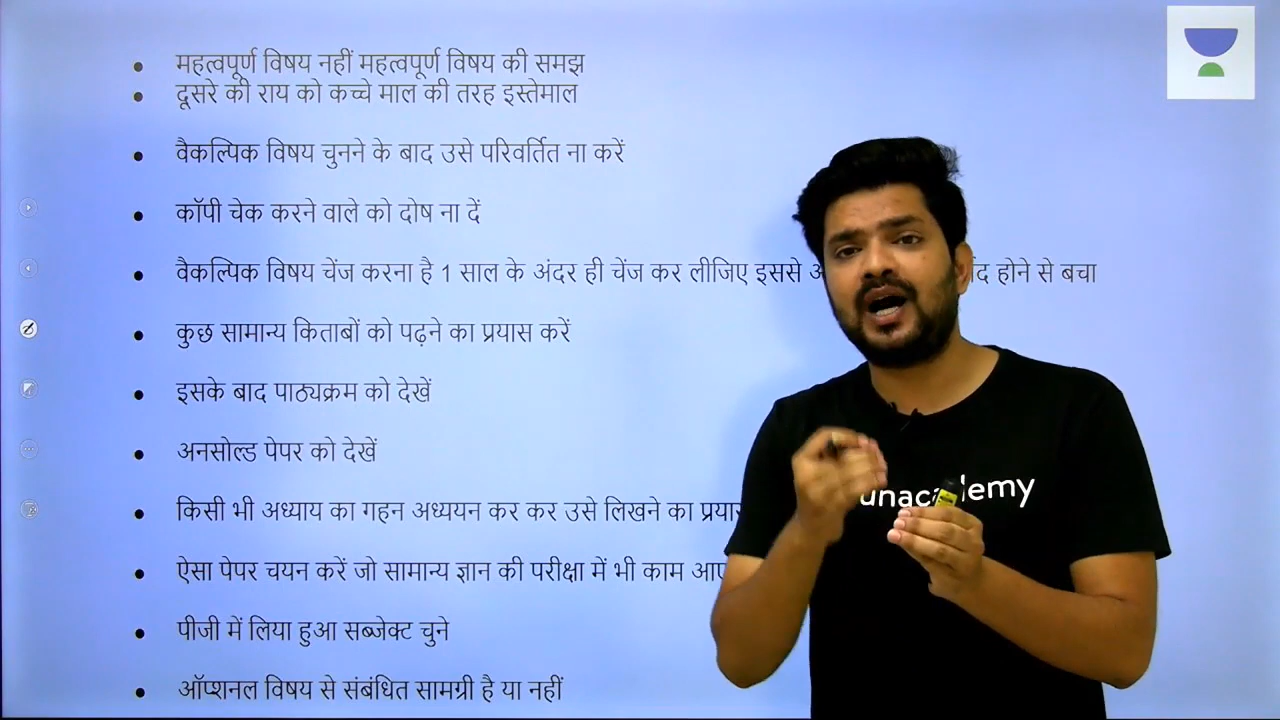 महत्वपूर्ण विषय नहीं महत्वपूर्ण विषय की समझ
दूसरे की राय को कच्चे माल की तरह इस्तेमाल
वैकल्पिक विषय चुनने के बाद उसे परिवर्तित ना करें
कॉपी चेक करने वाले को दोष ना दें
वैकल्पिक विषय चेंज करना है 1 साल के अंदर ही चेंज कर लीजिए इससे होने से बचा
कुछ सामान्य किताबों को पढ़ने का प्रयास करें
इसके बाद पाठ्यक्रम को देखें
अनसोल्ड पेपर को देखें
किसी भी अध्याय का गहन अध्ययन कर कर उसे लिखने का
ऐसा पेपर चयन करें जो सामान्य ज्ञान की परीक्षा में भी काम
पीजी में लिया हुआ सब्जेक्ट चुने
ऑप्शनल विषय से संबंधित सामग्री है या नहीं